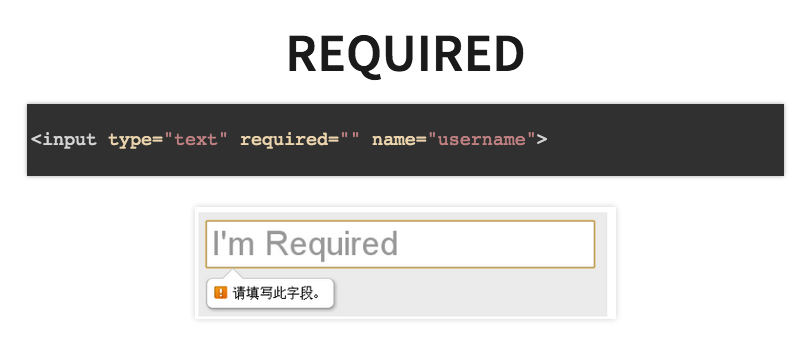 REQUIRED
<input type="text" required="" name="username">
I'm Required
请填写此字段。